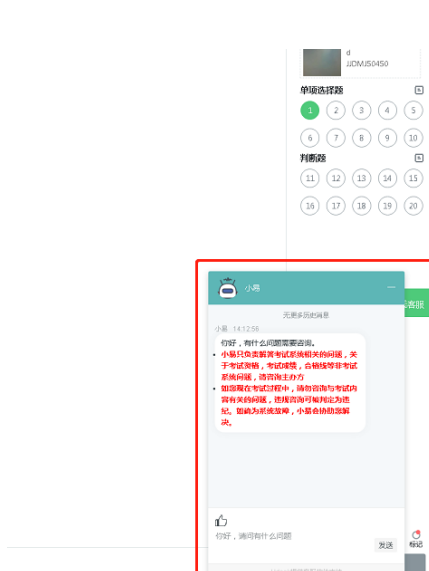 d
JJDMJ50450
单项选择题
1 2 3 4 5
6 7 8 9 10
判断题
11 12 13 14 15
16 17 18 19 20
小易
客服
无更多历史消息
小易 14:12:56
你好，有什么问题需要咨询。
小易只负责解答考试系统相关的问题，关
于考试资格，考试成绩，合格线等非考试
系统问题，请咨询主办方
如您现在考试过程中，请勿咨询与考试内
容有关的问题，违规咨询可被判定为违
纪。如确为系统故障，小易会协助您解
决。
你好，请问有什么问题
发送
标记